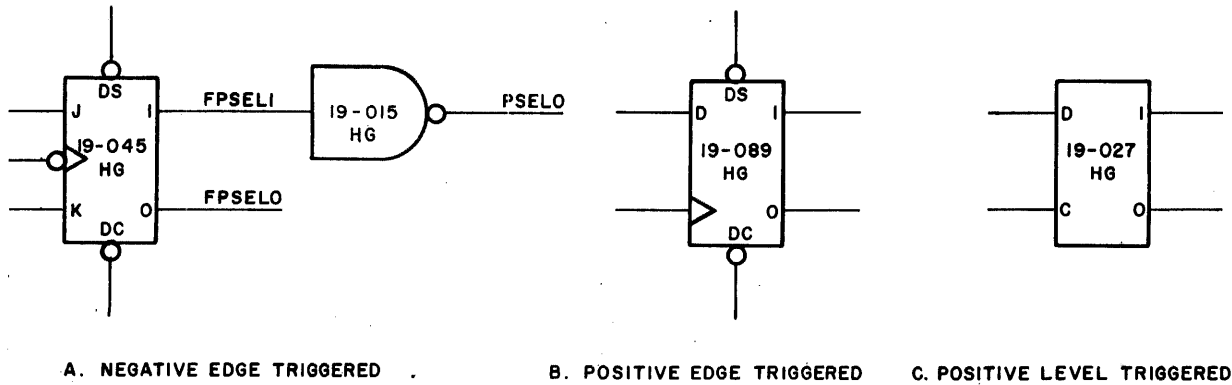 DS
DS
FPSEL1
PSELO
J
I
19-015
HG
D
I
D
I
19-045
HG
19-089
HG
19-027
HG
FPSELO
K
O
O
C
O
DC
DC
A. NEGATIVE EDGE TRIGGERED
B. POSITIVE EDGE TRIGGERED
C. POSITIVE LEVEL TRIGGERED